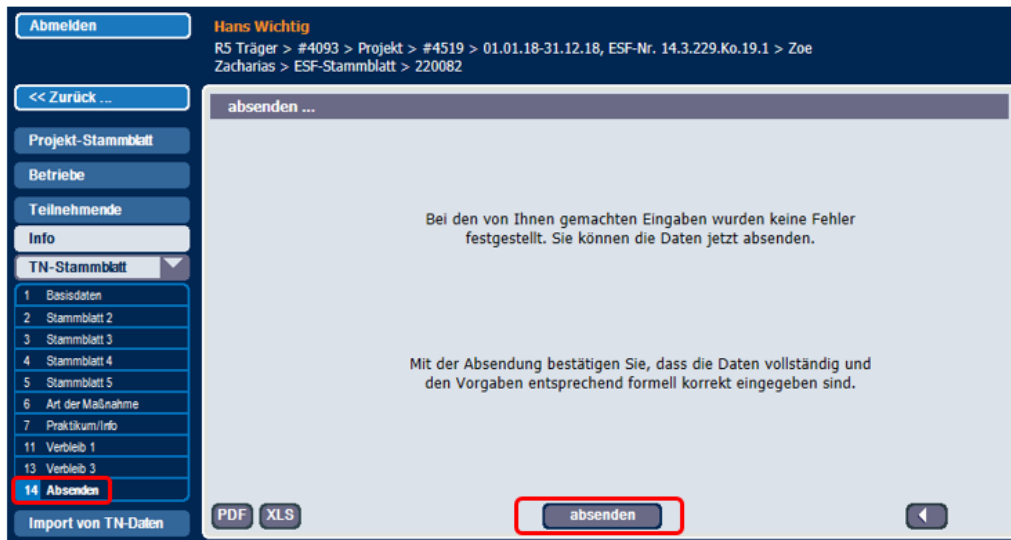 Abmelden
Hans Wichtig
R5 Träger > #4093 > Projekt > #4519 > 01.01.18-31.12.18, ESF-Nr. 14.3.229.Ko.19.1 > Zoe
Zacharias > ESF-Stammblatt > 220082
<< Zurück ...
Projekt-Stammblatt
Betriebe
Teilnehmende
Info
TN-Stammblatt
1 Basisdaten
2 Stammblatt 2
3 Stammblatt 3
4 Stammblatt 4
5 Stammblatt 5
6 Art der Maßnahme
7 Praktikum/Info
11 Verbleib 1
13 Verbleib 3
14 Absenden
Import von TN-Daten
absenden ...
Bei den von Ihnen gemachten Eingaben wurden keine Fehler
festgestellt. Sie können die Daten jetzt absenden.
Mit der Absendung bestätigen Sie, dass die Daten vollständig und
den Vorgaben entsprechend formell korrekt eingegeben sind.
PDF XLS absenden